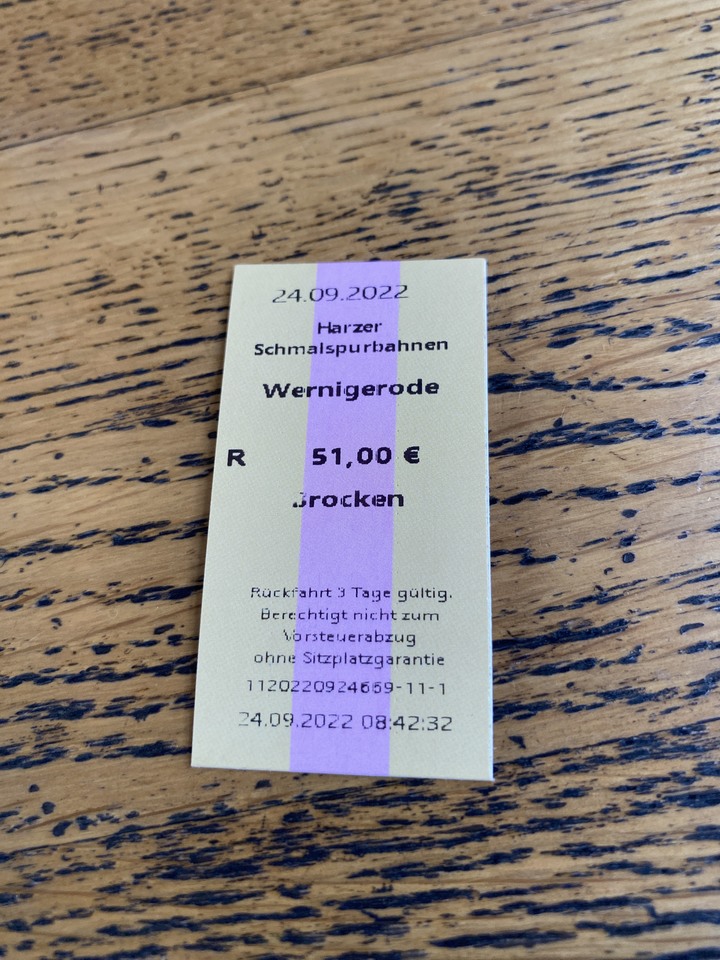 24.09.2022
Harzer
Schmalspurbahnen
Wernigerode
R 51,00 €
Brocken
Rückfahrt 3 Tage gültig.
Berechtigt nicht zum
Vorsteuerabzug
ohne Sitzplatzgarantie
1120220924659-11-1
24.09.2022 08:42:32